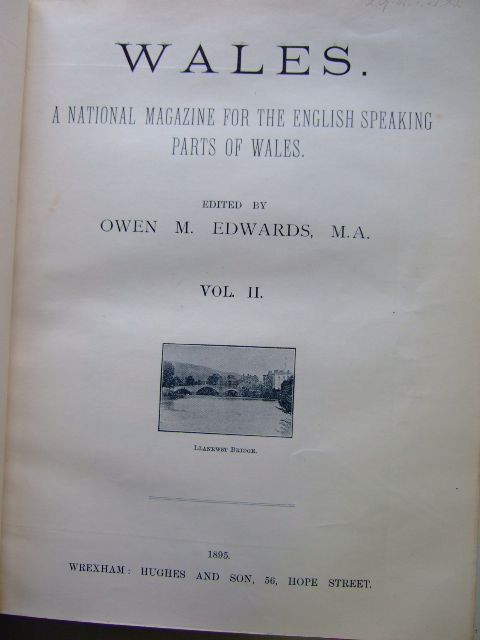 WALES.
A NATIONAL MAGAZINE FOR THE ENGLISH SPEAKING
PARTS OF WALES.
EDITED BY
OWEN M. EDWARDS, M.A.
VOL. II.
LLANRWST BRIDGE.
1895.
WREXHAM: HUGHES AND SON, 56, HOPE STREET.